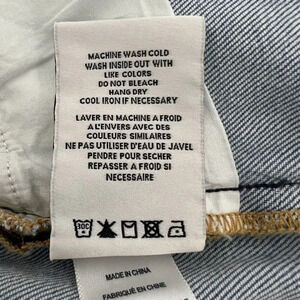 MACHINE WASH COLD
WASH INSIDE OUT WITH
LIKE COLORS
DO NOT BLEACH
HANG DRY
COOL IRON IF NECESSARY
LAVER EN MACHINE A FROID
A L'ENVERS AVEC DES
COULEURS SIMILAIRES
NE PAS UTILISER D'EAU DE JAVEL
PENDRE POUR SECHER
REPASSER A FROID SI
NECESSAIRE
MADE IN CHINA
FABRIQUÉ EN CHINE